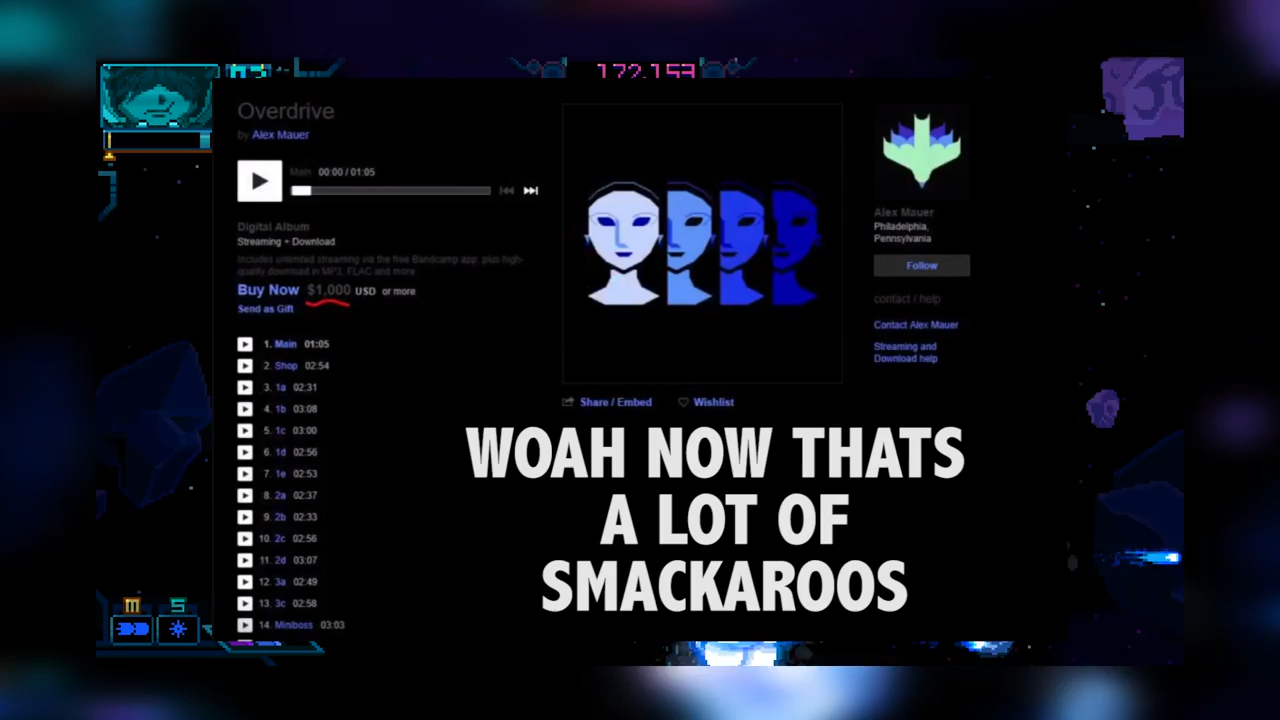 172,153
Overdrive
by Alex Mauer
Main 00:00 / 01:05
Digital Album
Streaming + Download
Includes unlimited streaming via the free Bandcamp app, plus high-
quality download in MP3, FLAC and more.
Buy Now $1,000 USD or more
Send as Gift
1. Main 01:05
2. Shop 02:54
3. 1a 02:31
4. 1b 03:08
5. 1c 03:00
6. 1d 02:56
7. 1e 02:53
8. 2a 02:37
9. 2b 02:33
10. 2c 02:56
11. 2d 03:07
12. 3a 02:49
13. 3c 02:58
14. Miniboss 03:03
Share / Embed
Wishlist
Alex Mauer
Philadelphia,
Pennsylvania
Follow
contact / help
Contact Alex Mauer
Streaming and
Download help
WOAH NOW THATS
A LOT OF
SMACKAROOS
M S